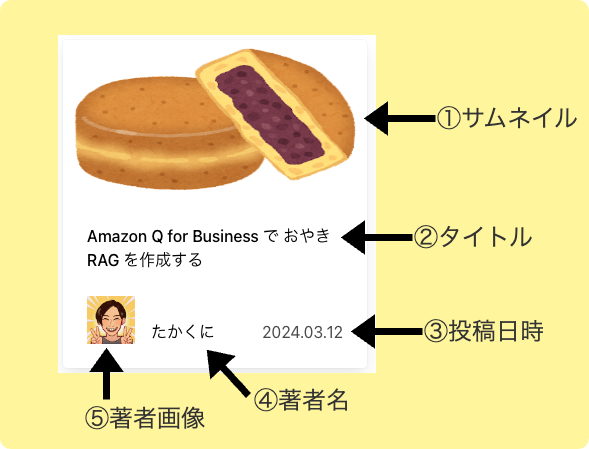 ①サムネイル
Amazon Q for Business で おやき
RAG を作成する
②タイトル
たかくに
2024.03.12
③投稿日時
④著者名
⑤著者画像